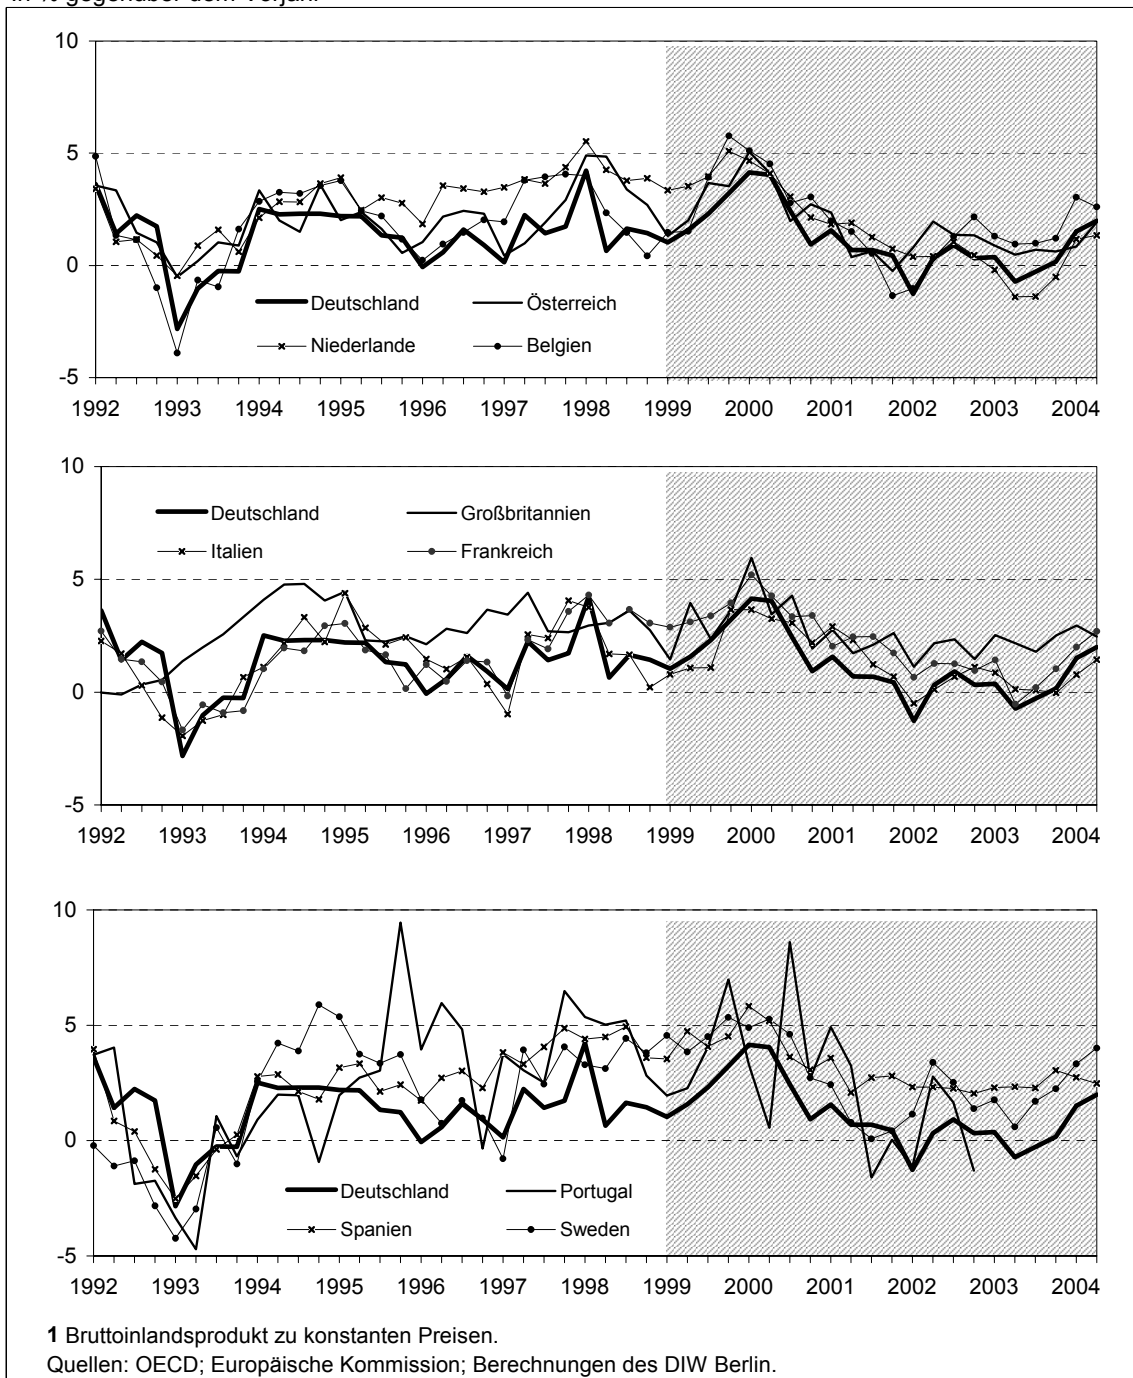 in % gegenüber dem Vorjahr
10
5
0
-5
Deutschland Österreich
Niederlande Belgien
1992 1993 1994 1995 1996 1997 1998 1999 2000 2001 2002 2003 2004
10
5
0
-5
Deutschland Großbritannien
Italien Frankreich
1992 1993 1994 1995 1996 1997 1998 1999 2000 2001 2002 2003 2004
10
5
0
-5
Deutschland Portugal
Spanien Sweden
1992 1993 1994 1995 1996 1997 1998 1999 2000 2001 2002 2003 2004
1 Bruttoinlandsprodukt zu konstanten Preisen.
Quellen: OECD; Europäische Kommission; Berechnungen des DIW Berlin.